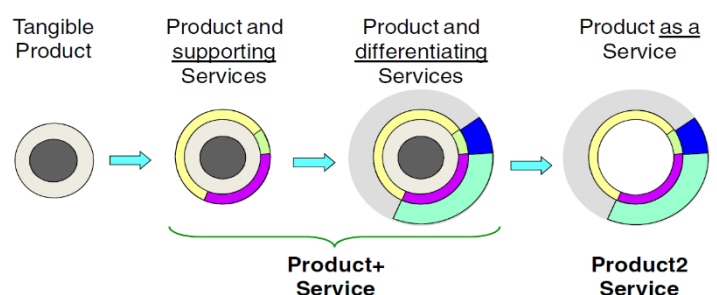 Tangible
Product
Product and
supporting
Services
Product and
differentiating
Services
Product as a
Service
Product+
Service
Product2
Service